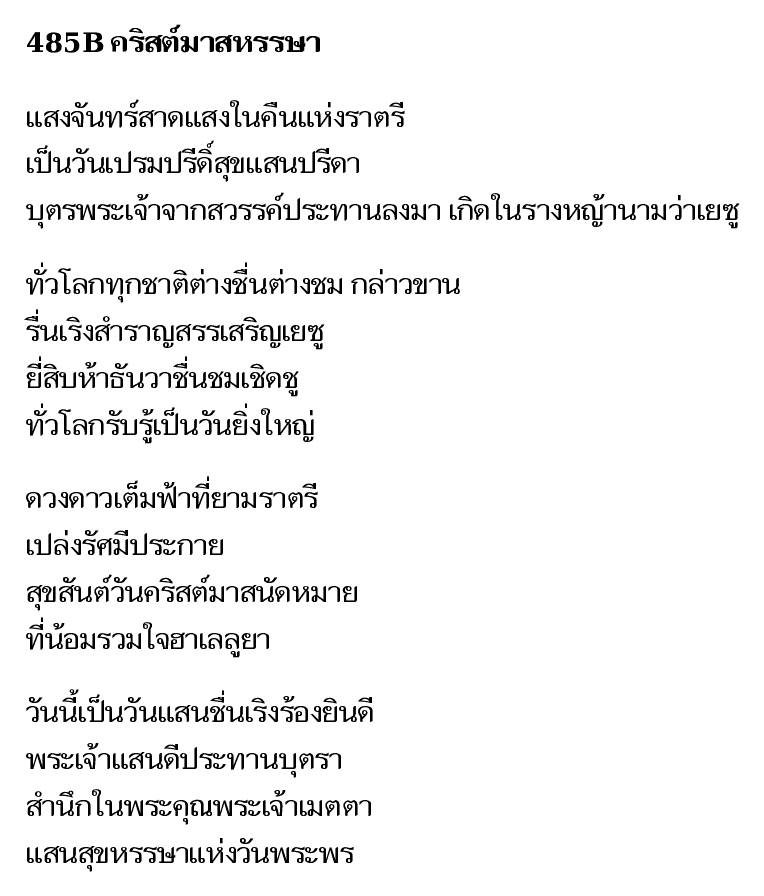 485B คริสต์มาสหรรษา
แสงจันทร์สาดแสงในคืนแห่งราตรี
เป็นวันเปรมปรีดิ์สุขแสนปรีดา
บุตรพระเจ้าจากสวรรค์ประทานลงมา เกิดในรางหญ้านามว่าเยซู
ทั่วโลกทุกชาติต่างชื่นต่างชม กล่าวขาน
รื่นเริงสำราญสรรเสริญเยซู
ยี่สิบห้าธันวาชื่นชมเชิดชู
ทั่วโลกรับรู้เป็นวันยิ่งใหญ่
ดวงดาวเต็มฟ้าที่ยามราตรี
เปล่งรัศมีประกาย
สุขสันต์วันคริสต์มาสนัดหมาย
ที่น้อมรวมใจฮาเลลูยา
วันนี้เป็นวันแสนชื่นเริงร้องยินดี
พระเจ้าแสนดีประทานบุตรา
สำนึกในพระคุณพระเจ้าเมตตา
แสนสุขหรรษาแห่งวันพระพร